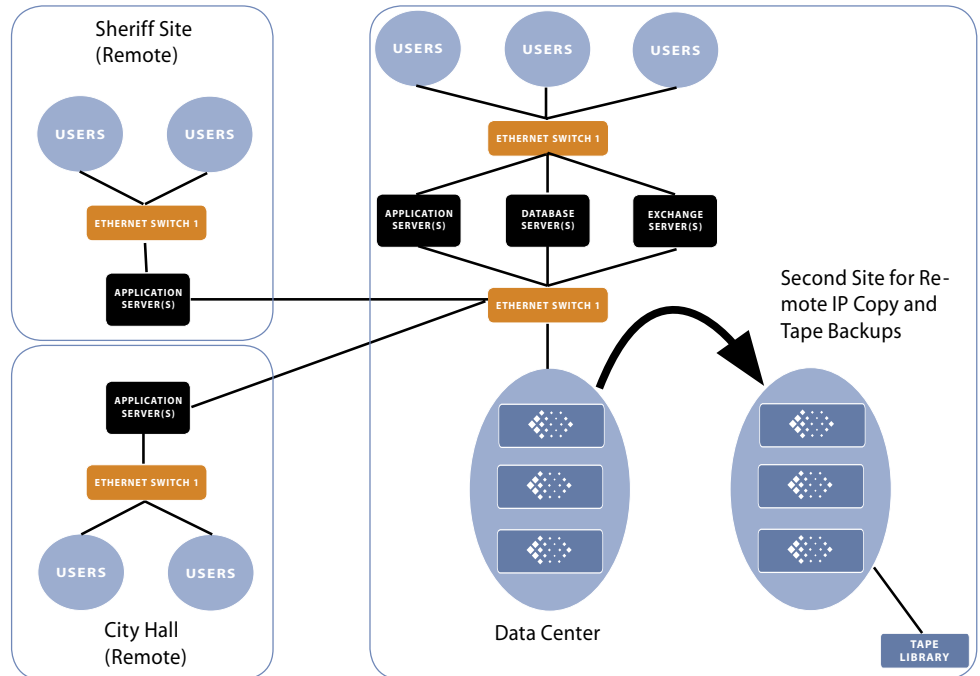 Sheriff Site
(Remote)
USERS
USERS
ETHERNET SWITCH 1
APPLICATION
SERVER(S)
APPLICATION
SERVER(S)
ETHERNET SWITCH 1
USERS
USERS
City Hall
(Remote)
USERS
USERS
USERS
ETHERNET SWITCH 1
APPLICATION
SERVER(S)
DATABASE
SERVER(S)
EXCHANGE
SERVER(S)
ETHERNET SWITCH 1
Second Site for Re-
mote IP Copy and
Tape Backups
Data Center
TAPE
LIBRARY